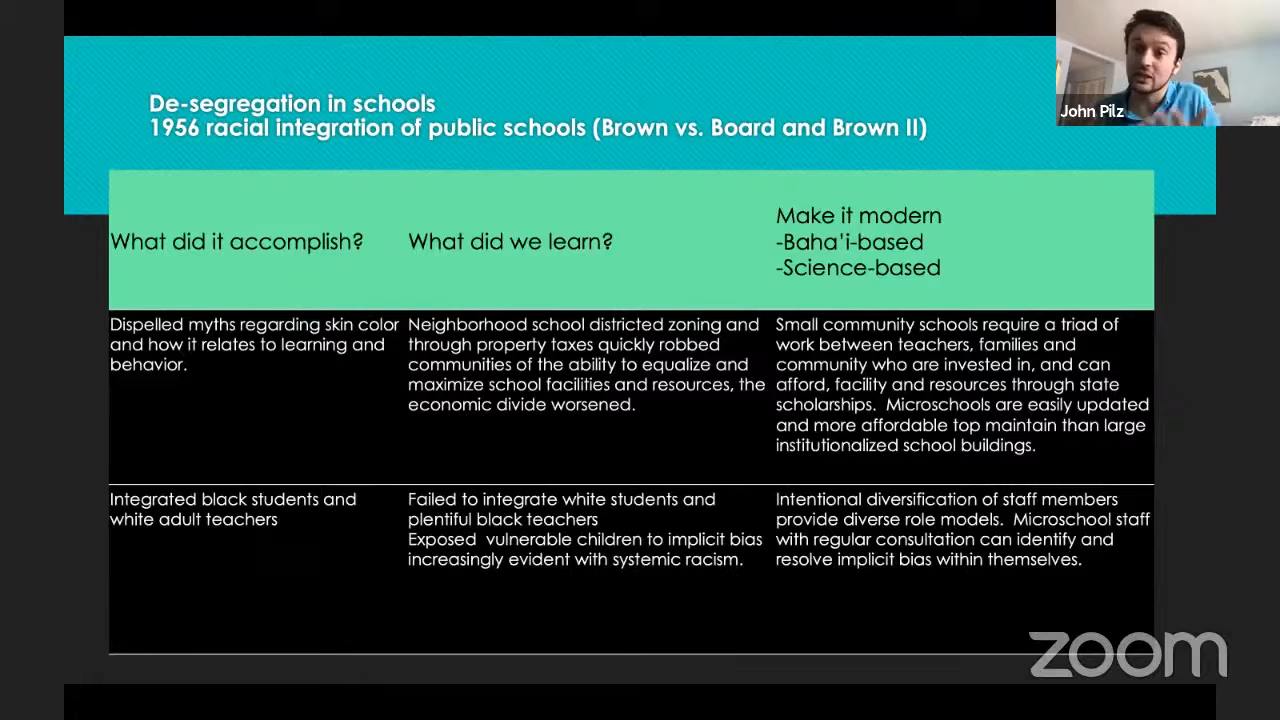 De-segregation in schools
1956 racial integration of public schools (Brown vs. Board and Brown II)
John Pilz
What did it accomplish?
What did we learn?
Make it modern
-Baha'i-based
-Science-based
Dispelled myths regarding skin color
and how it relates to learning and
behavior.
Neighborhood school districted zoning and
through property taxes quickly robbed
communities of the ability to equalize and
maximize school facilities and resources, the
economic divide worsened.
Small community schools require a triad of
work between teachers, families and
community who are invested in, and can
afford, facility and resources through state
scholarships.  Microschools are easily updated
and more affordable top maintain than large
institutionalized school buildings.
Integrated black students and
white adult teachers
Failed to integrate white students and
plentiful black teachers
Exposed  vulnerable children to implicit bias
increasingly evident with systemic racism.
Intentional diversification of staff members
provide diverse role models.  Microschool staff
with regular consultation can identify and
resolve implicit bias within themselves.
zoom